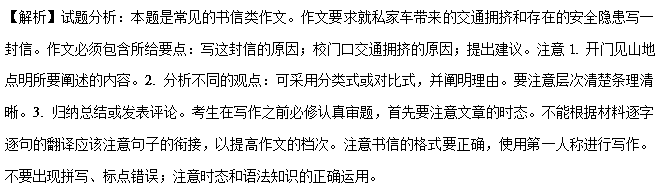 【解析】试题分析：本题是常见的书信类作文。作文要求就私家车带来的交通拥挤和存在的安全隐患写一
封信。作文必须包含所给要点：写这封信的原因；校门口交通拥挤的原因；提出建议。注意 1. 开门见山地
点明所要阐述的内容。2. 分析不同的观点：可采用分类式或对比式，并阐明理由。要注意层次清楚条理清
晰。3. 归纳总结或发表评论。考生在写作之前必修认真审题，首先要注意文章的时态。不能根据材料逐字
逐句的翻译应该注意句子的衔接，以提高作文的档次。注意书信的格式要正确，使用第一人称进行写作。
不要出现拼写、标点错误；注意时态和语法知识的正确运用。